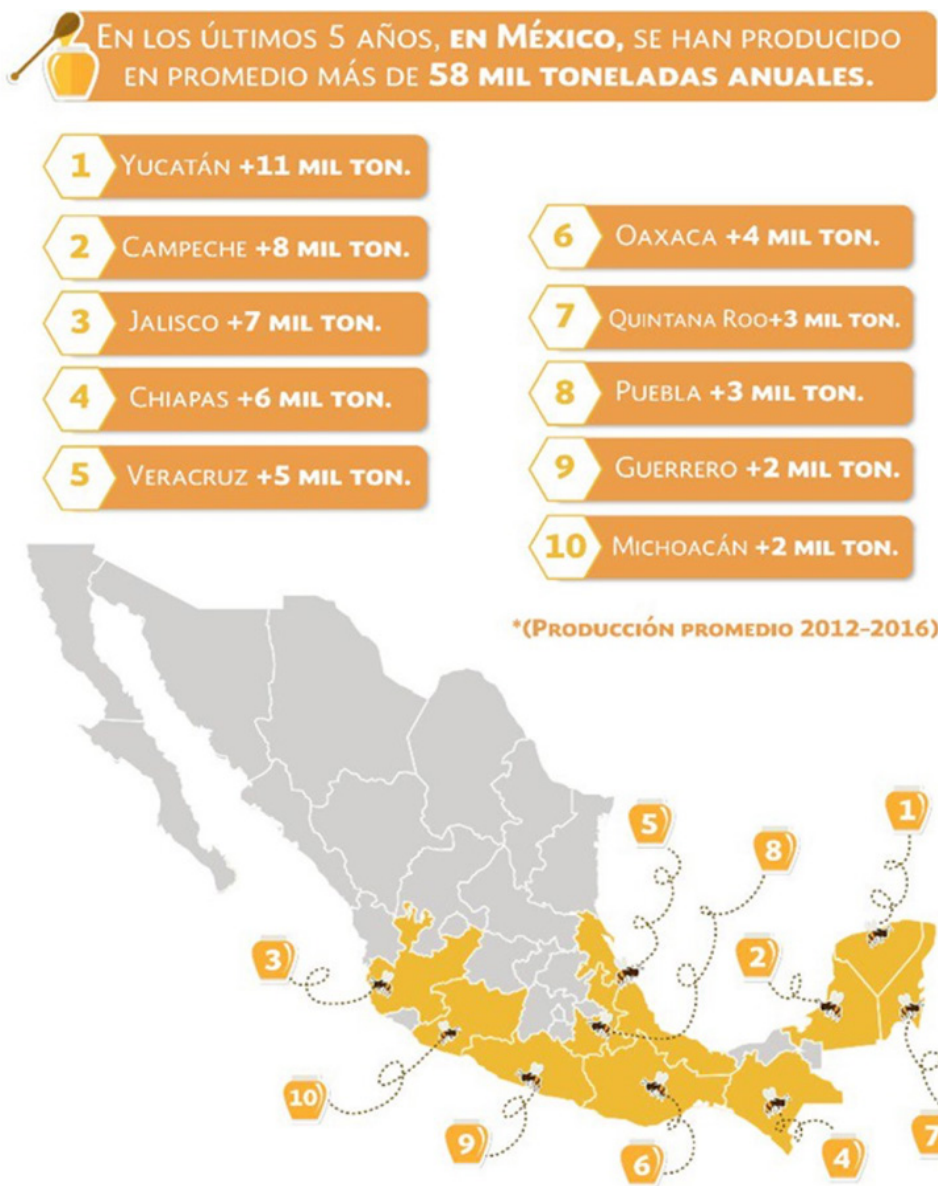 EN LOS ÚLTIMOS 5 AÑOS, EN MÉXICO, SE HAN PRODUCIDO
EN PROMEDIO MÁS DE 58 MIL TONELADAS ANUALES.
1 YUCATÁN +11 MIL TON.
2 CAMPECHE +8 MIL TON.
3 JALISCO +7 MIL TON.
4 CHIAPAS +6 MIL TON.
5 VERACRUZ +5 MIL TON.
6 OAXACA +4 MIL TON.
7 QUINTANA ROO+3 MIL TON.
8 PUEBLA +3 MIL TON.
9 GUERRERO +2 MIL TON.
10 MICHOACÁN +2 MIL TON.
*(PRODUCCIÓN PROMEDIO 2012-2016)
1
5
8
2
3
10
9
6
4
7